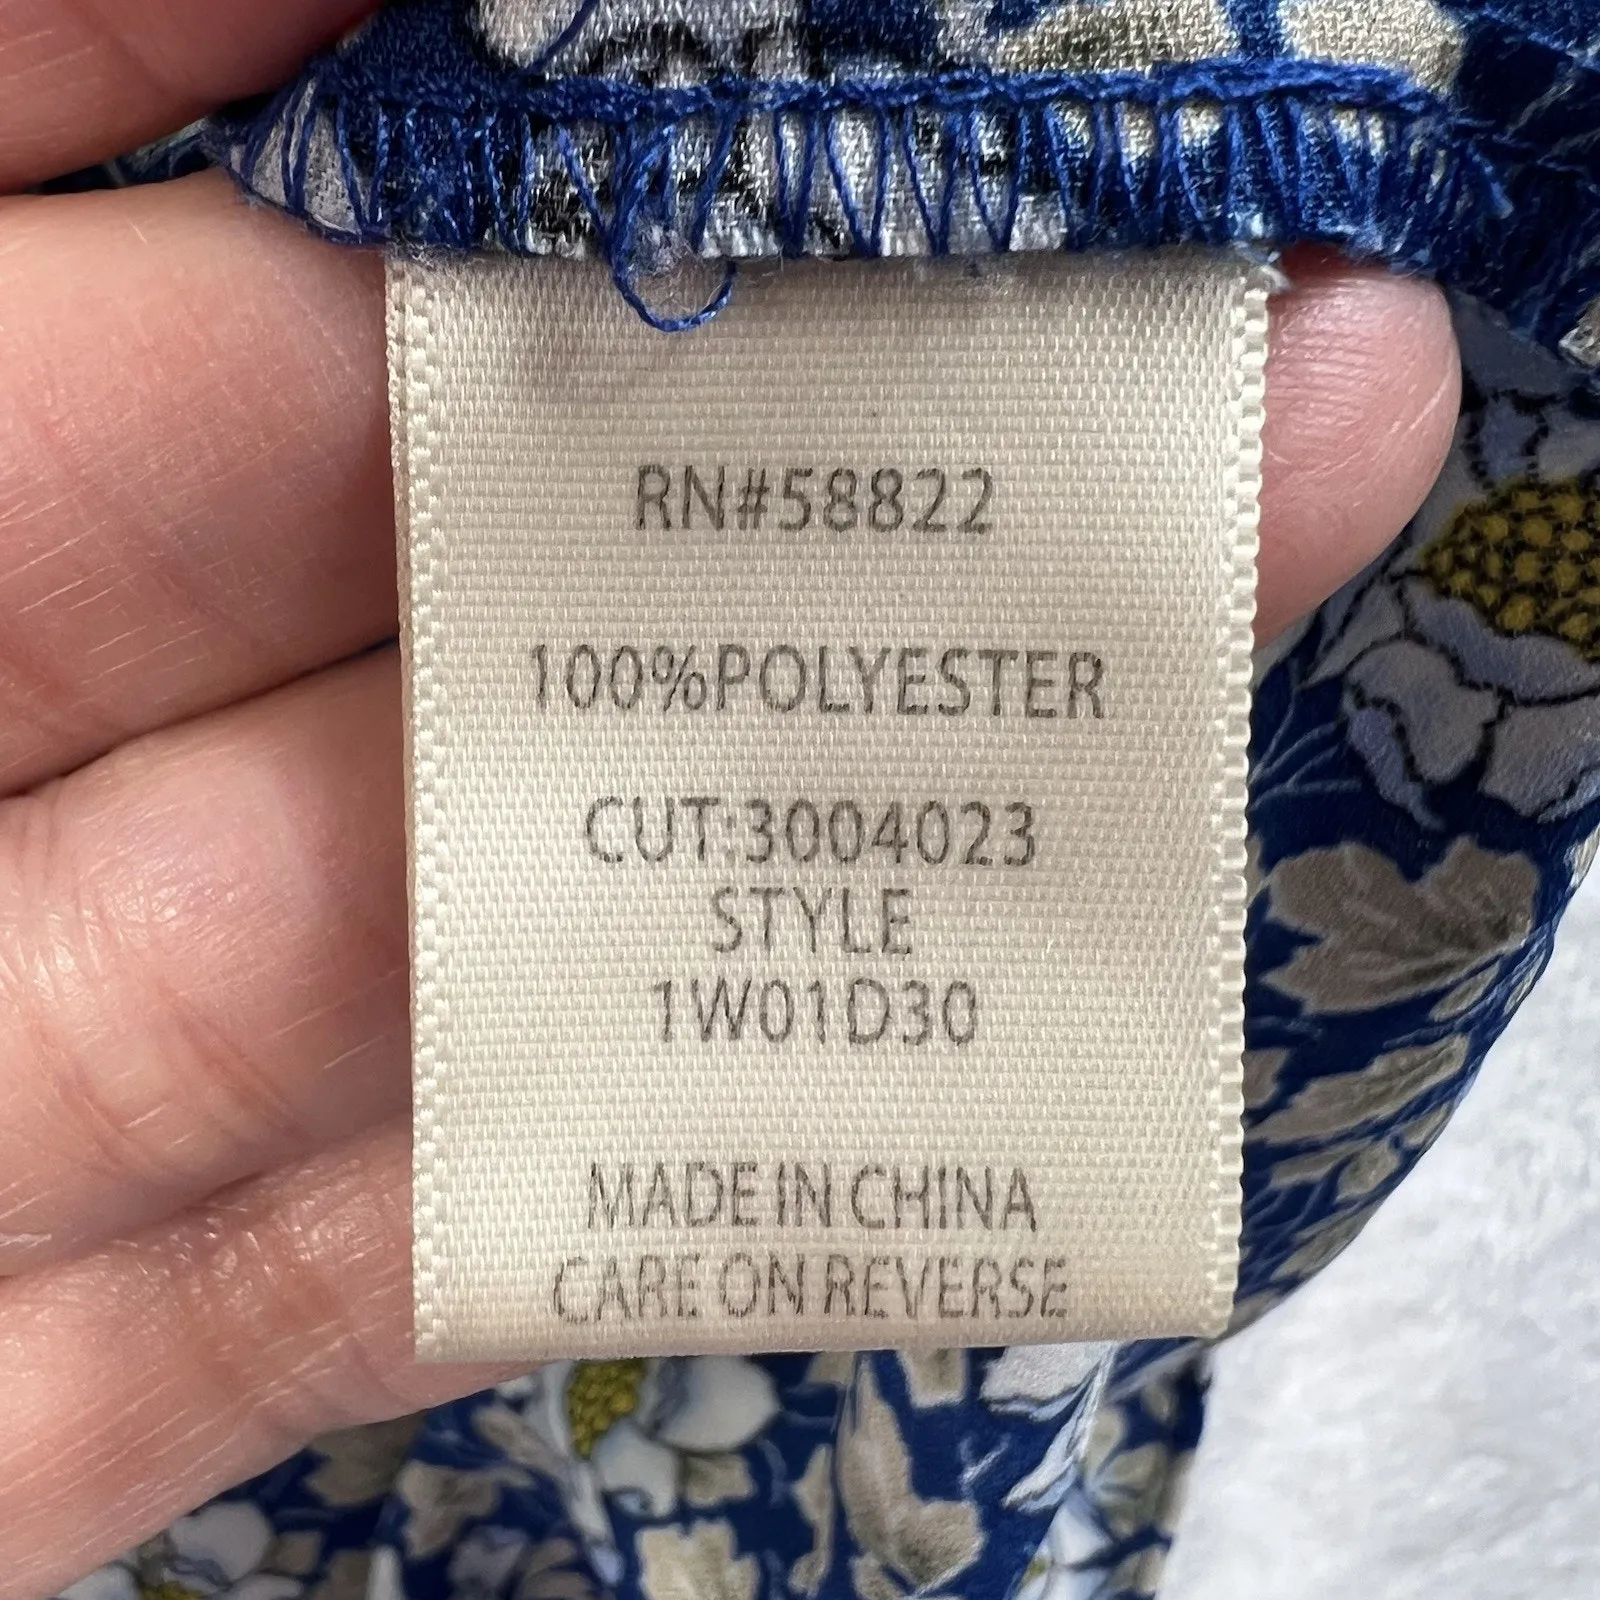 RN#58822
100%POLYESTER
CUT:3004023
STYLE
1W01D30
MADE IN CHINA
CARE ON REVERSE